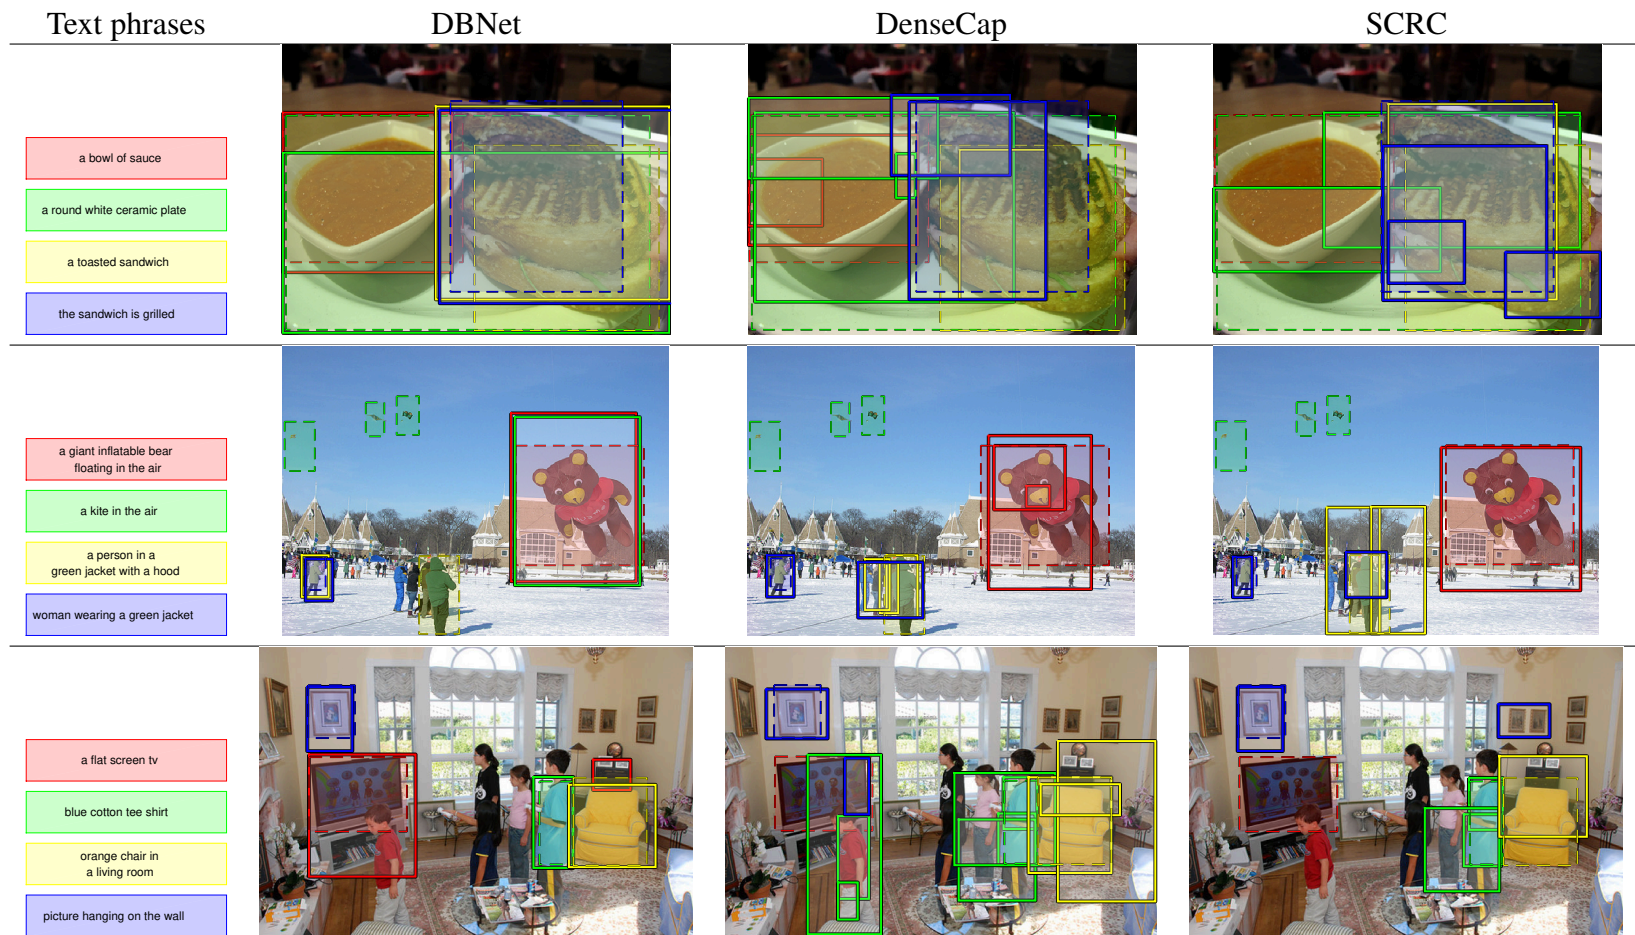 Text phrases DBNet DenseCap SCRC
a bowl of sauce
a round white ceramic plate
a toasted sandwich
the sandwich is grilled
a giant inflatable bear
floating in the air
a kite in the air
a person in a
green jacket with a hood
woman wearing a green jacket
a flat screen tv
blue cotton tee shirt
orange chair in
a living room
picture hanging on the wall